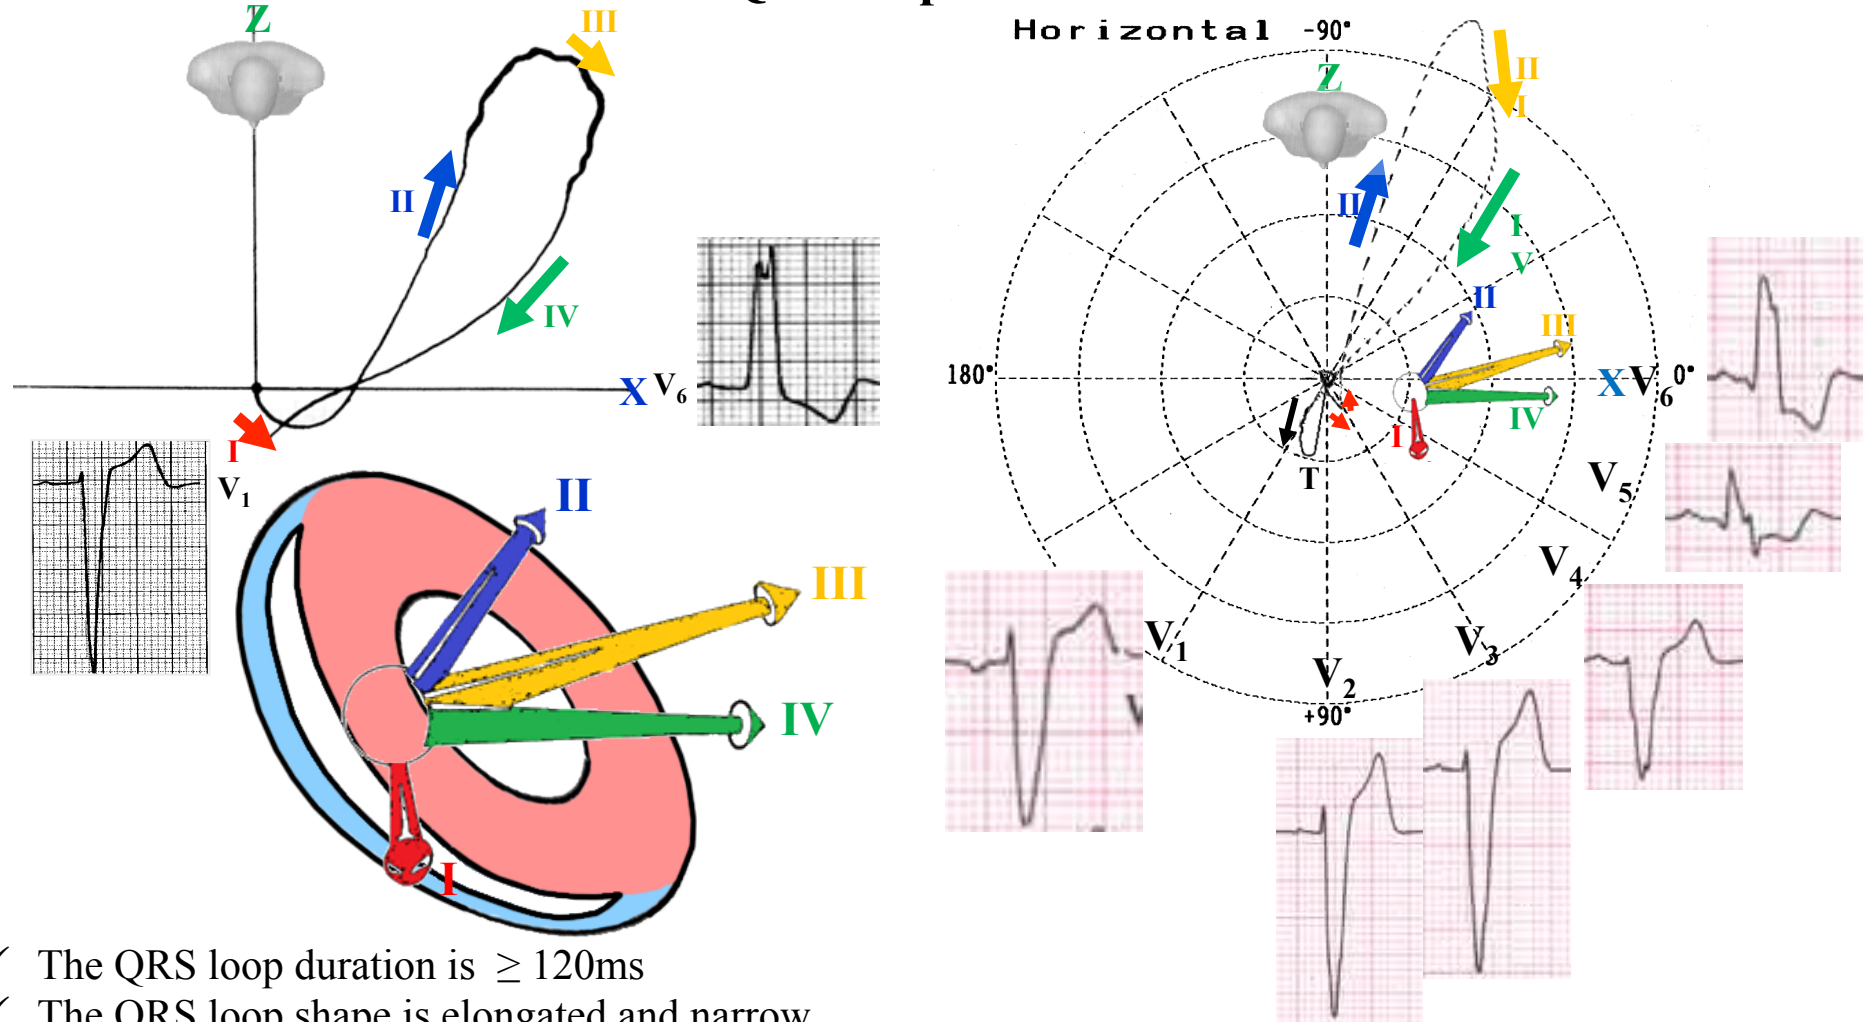 Z
III
II
IV
X V6
I
V1
II
III
IV
I
Horizontal -90°
Z
II
I
II
I
V
II
III
180°
X V6 0°
IV
I
T
V5
V4
V1
V3
V2
+90°
✓ The QRS loop duration is ≥ 120ms
✓ The QRS loop shape is elongated and narrow